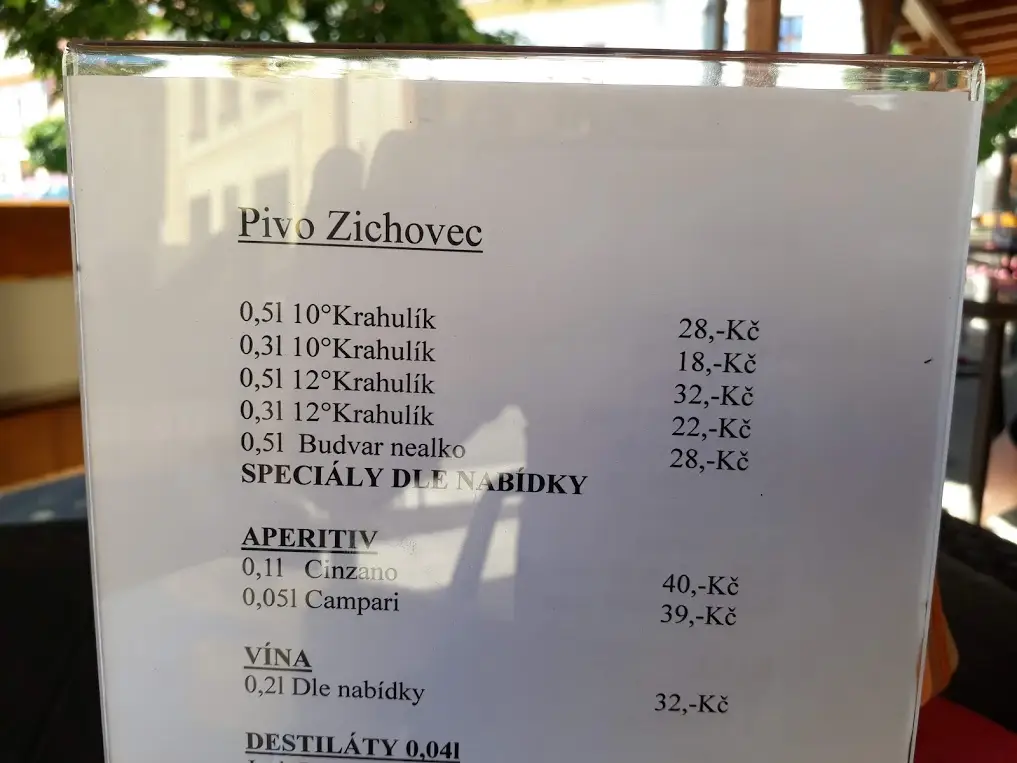 Pivo Zichovec
0,5l 10°Krahulík 28,-Kč
0,3l 10°Krahulík 18,-Kč
0,5l 12°Krahulík 32,-Kč
0,3l 12°Krahulík 22,-Kč
0,5l Budvar nealko 28,-Kč
SPECIÁLY DLE NABÍDKY
APERITIV
0,1l Cinzano 40,-Kč
0,05l Campari 39,-Kč
VÍNA
0,2l Dle nabídky 32,-Kč
DESTILÁTY 0,04l